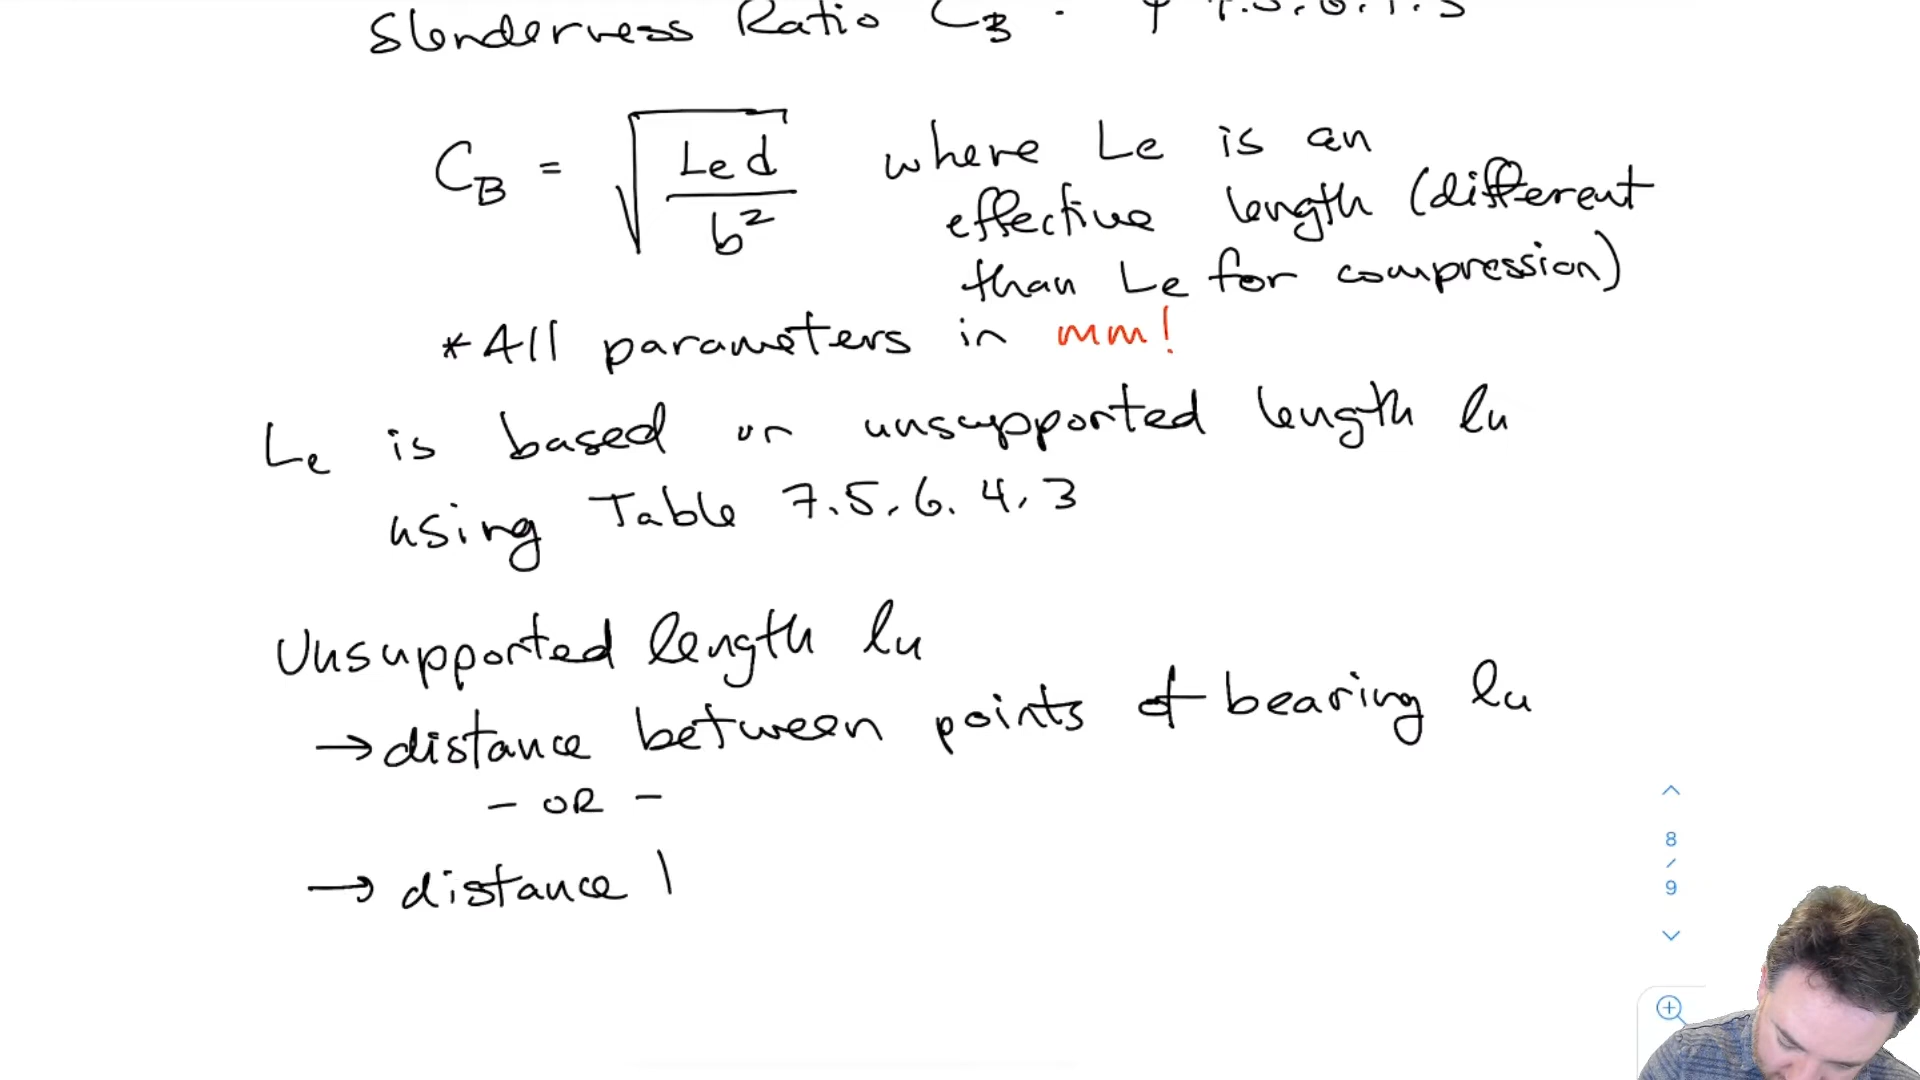 Slenderness Ratio CB :
CB = √(Le d / b²) where Le is an
effective length (different
than Le for compression)
*All parameters in mm!
Le is based on unsupported length lu
using Table 7.5.6.4.3
Unsupported length lu
→ distance between points of bearing lu
- OR -
→ distance
8
/
9